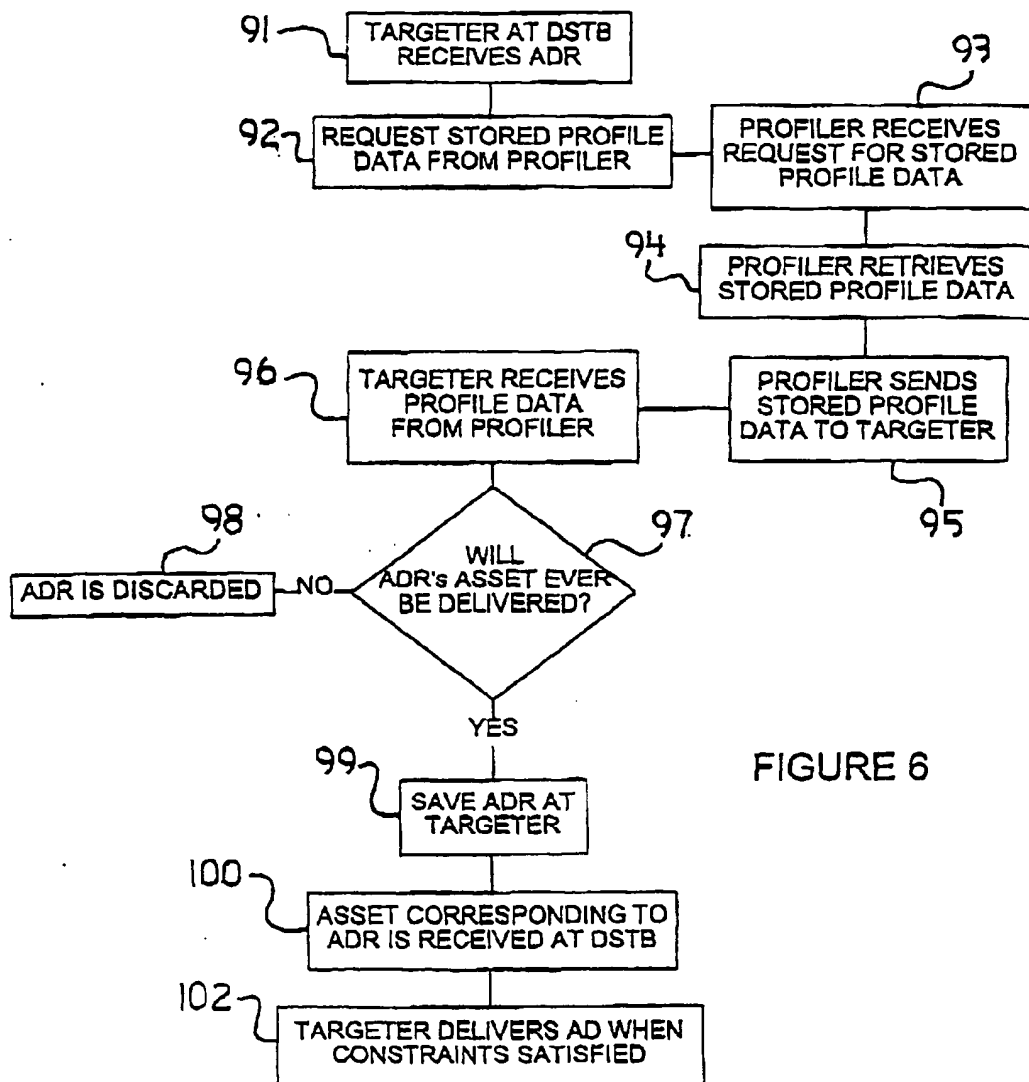 91
TARGETER AT DSTB
RECEIVES ADR
92
REQUEST STORED PROFILE
DATA FROM PROFILER
93
PROFILER RECEIVES
REQUEST FOR STORED
PROFILE DATA
94
PROFILER RETRIEVES
STORED PROFILE DATA
95
PROFILER SENDS
STORED PROFILE
DATA TO TARGETER
96
TARGETER RECEIVES
PROFILE DATA
FROM PROFILER
97
WILL
ADR's ASSET EVER
BE DELIVERED?
NO
98
ADR IS DISCARDED
YES
99
SAVE ADR AT
TARGETER
100
ASSET CORRESPONDING TO
ADR IS RECEIVED AT DSTB
102
TARGETER DELIVERS AD WHEN
CONSTRAINTS SATISFIED
FIGURE 6